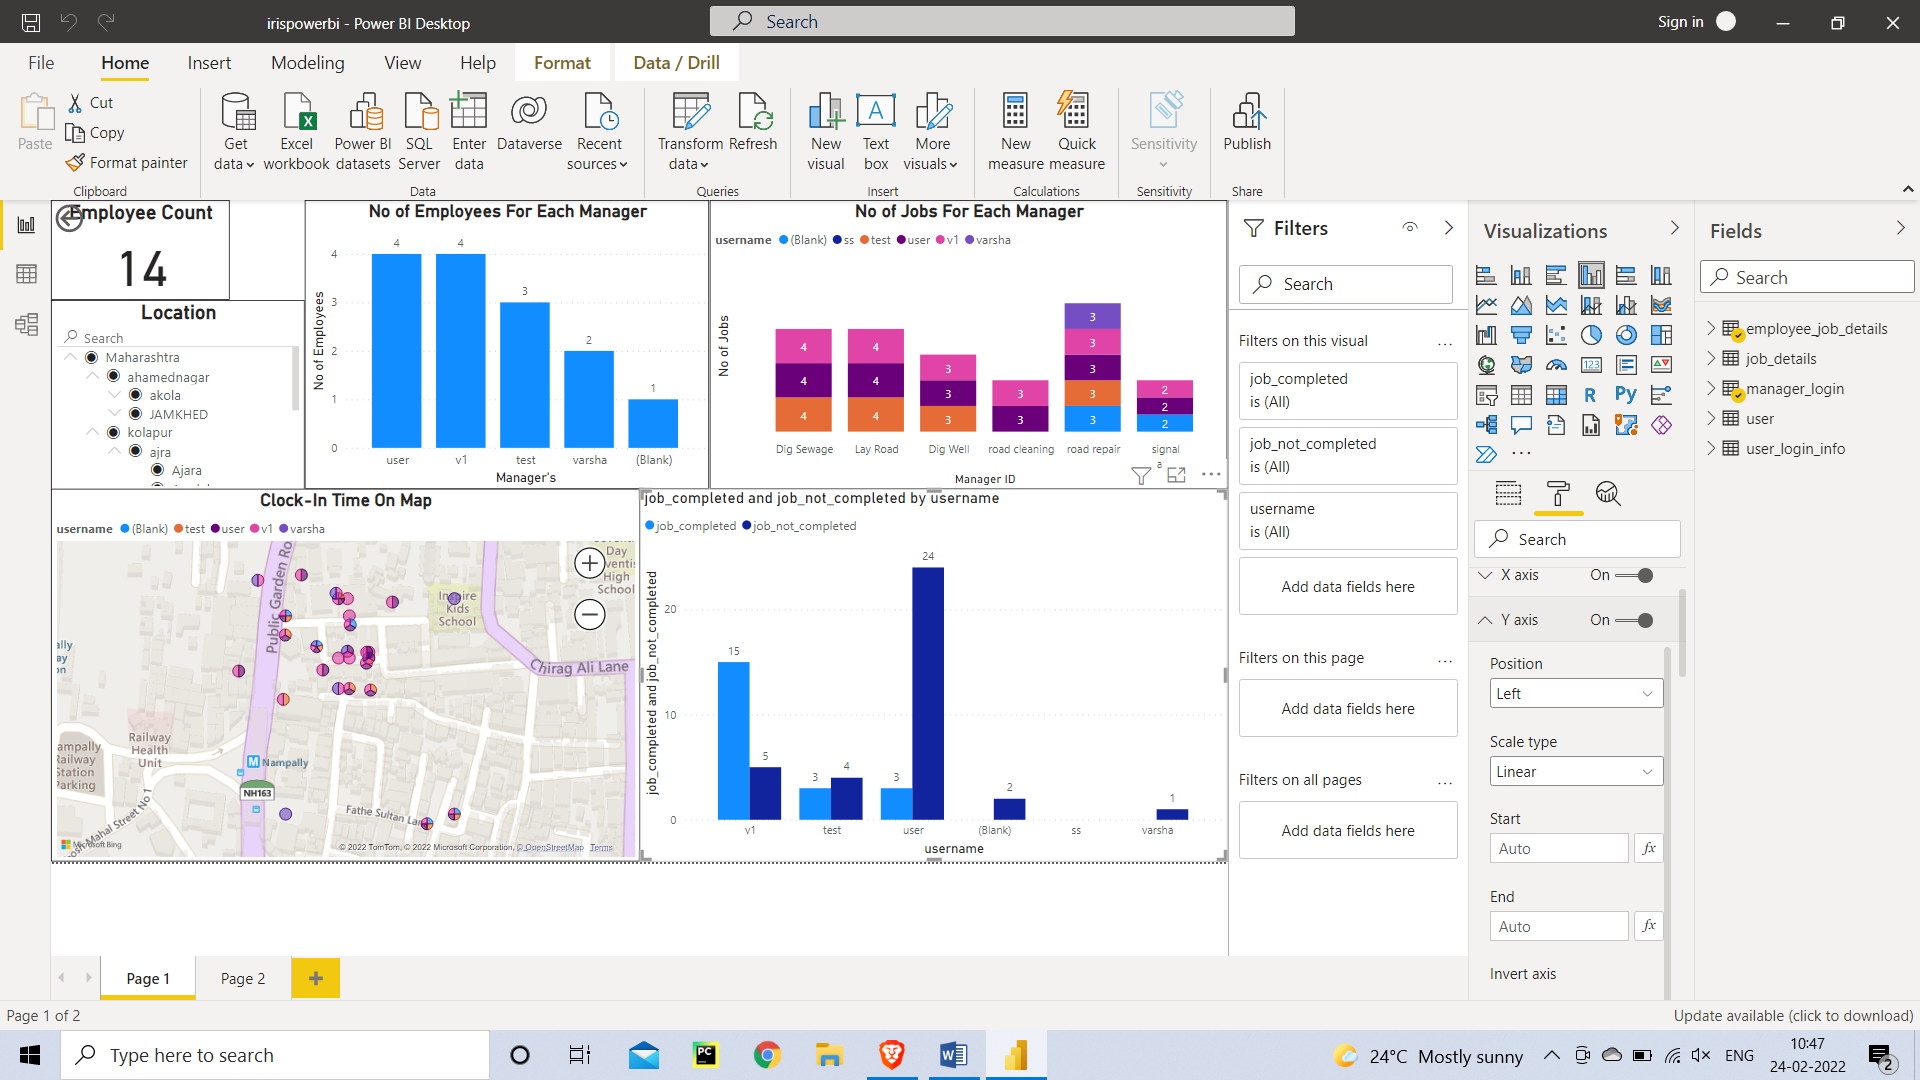 irispowerbi - Power BI Desktop
Search
Sign in
File Home Insert Modeling View Help Format Data / Drill
Paste
Cut
Copy
Format painter
Clipboard
Get data
Excel workbook
Power BI datasets
SQL Server
Enter data
Dataverse
Recent sources
Data
Transform data
Refresh
Queries
New visual
Text box
More visuals
Insert
New measure
Quick measure
Calculations
Sensitivity
Sensitivity
Publish
Share
Employee Count
14
Location
Search
Maharashtra
ahamednagar
akola
JAMKHED
kolapur
ajra
Ajara
No of Employees For Each Manager
No of Employees
4
3
2
1
0
4 4 3 2 1
user v1 test varsha (Blank)
Manager's
No of Jobs For Each Manager
username (Blank) ss test user v1 varsha
No of Jobs
4 4 3 3 3 2
4 4 3 3 3 2
4 4 3 3 2
3
3
Dig Sewage Lay Road Dig Well road cleaning road repair signal
Manager ID
a
Clock-In Time On Map
username (Blank) test user v1 varsha
Public Garden Ro
Day
High
School
Inspire
Kids
School
Chirag Ali Lane
Railway
Health
Unit
ampally
Railway
Station
Parking
M Nampally
NH163
Fathe Sultan Lane
Mahal Street No 1
Microsoft Bing
© 2022 TomTom, © 2022 Microsoft Corporation, © OpenStreetMap Terms
job_completed and job_not_completed by username
job_completed job_not_completed
job_completed and job_not_completed
20
10
0
15 5 3 4 3 24 2 1
v1 test user (Blank) ss varsha
username
Filters
Search
Filters on this visual ...
job_completed
is (All)
job_not_completed
is (All)
username
is (All)
Add data fields here
Filters on this page ...
Add data fields here
Filters on all pages ...
Add data fields here
Visualizations
123
R Py
...
Search
X axis On
Y axis On
Position
Left
Scale type
Linear
Start
Auto fx
End
Auto fx
Invert axis
Fields
Search
employee_job_details
job_details
manager_login
user
user_login_info
Page 1 Page 2 +
Page 1 of 2
Update available (click to download)
Type here to search
PC
24°C Mostly sunny
ENG
10:47
24-02-2022
2